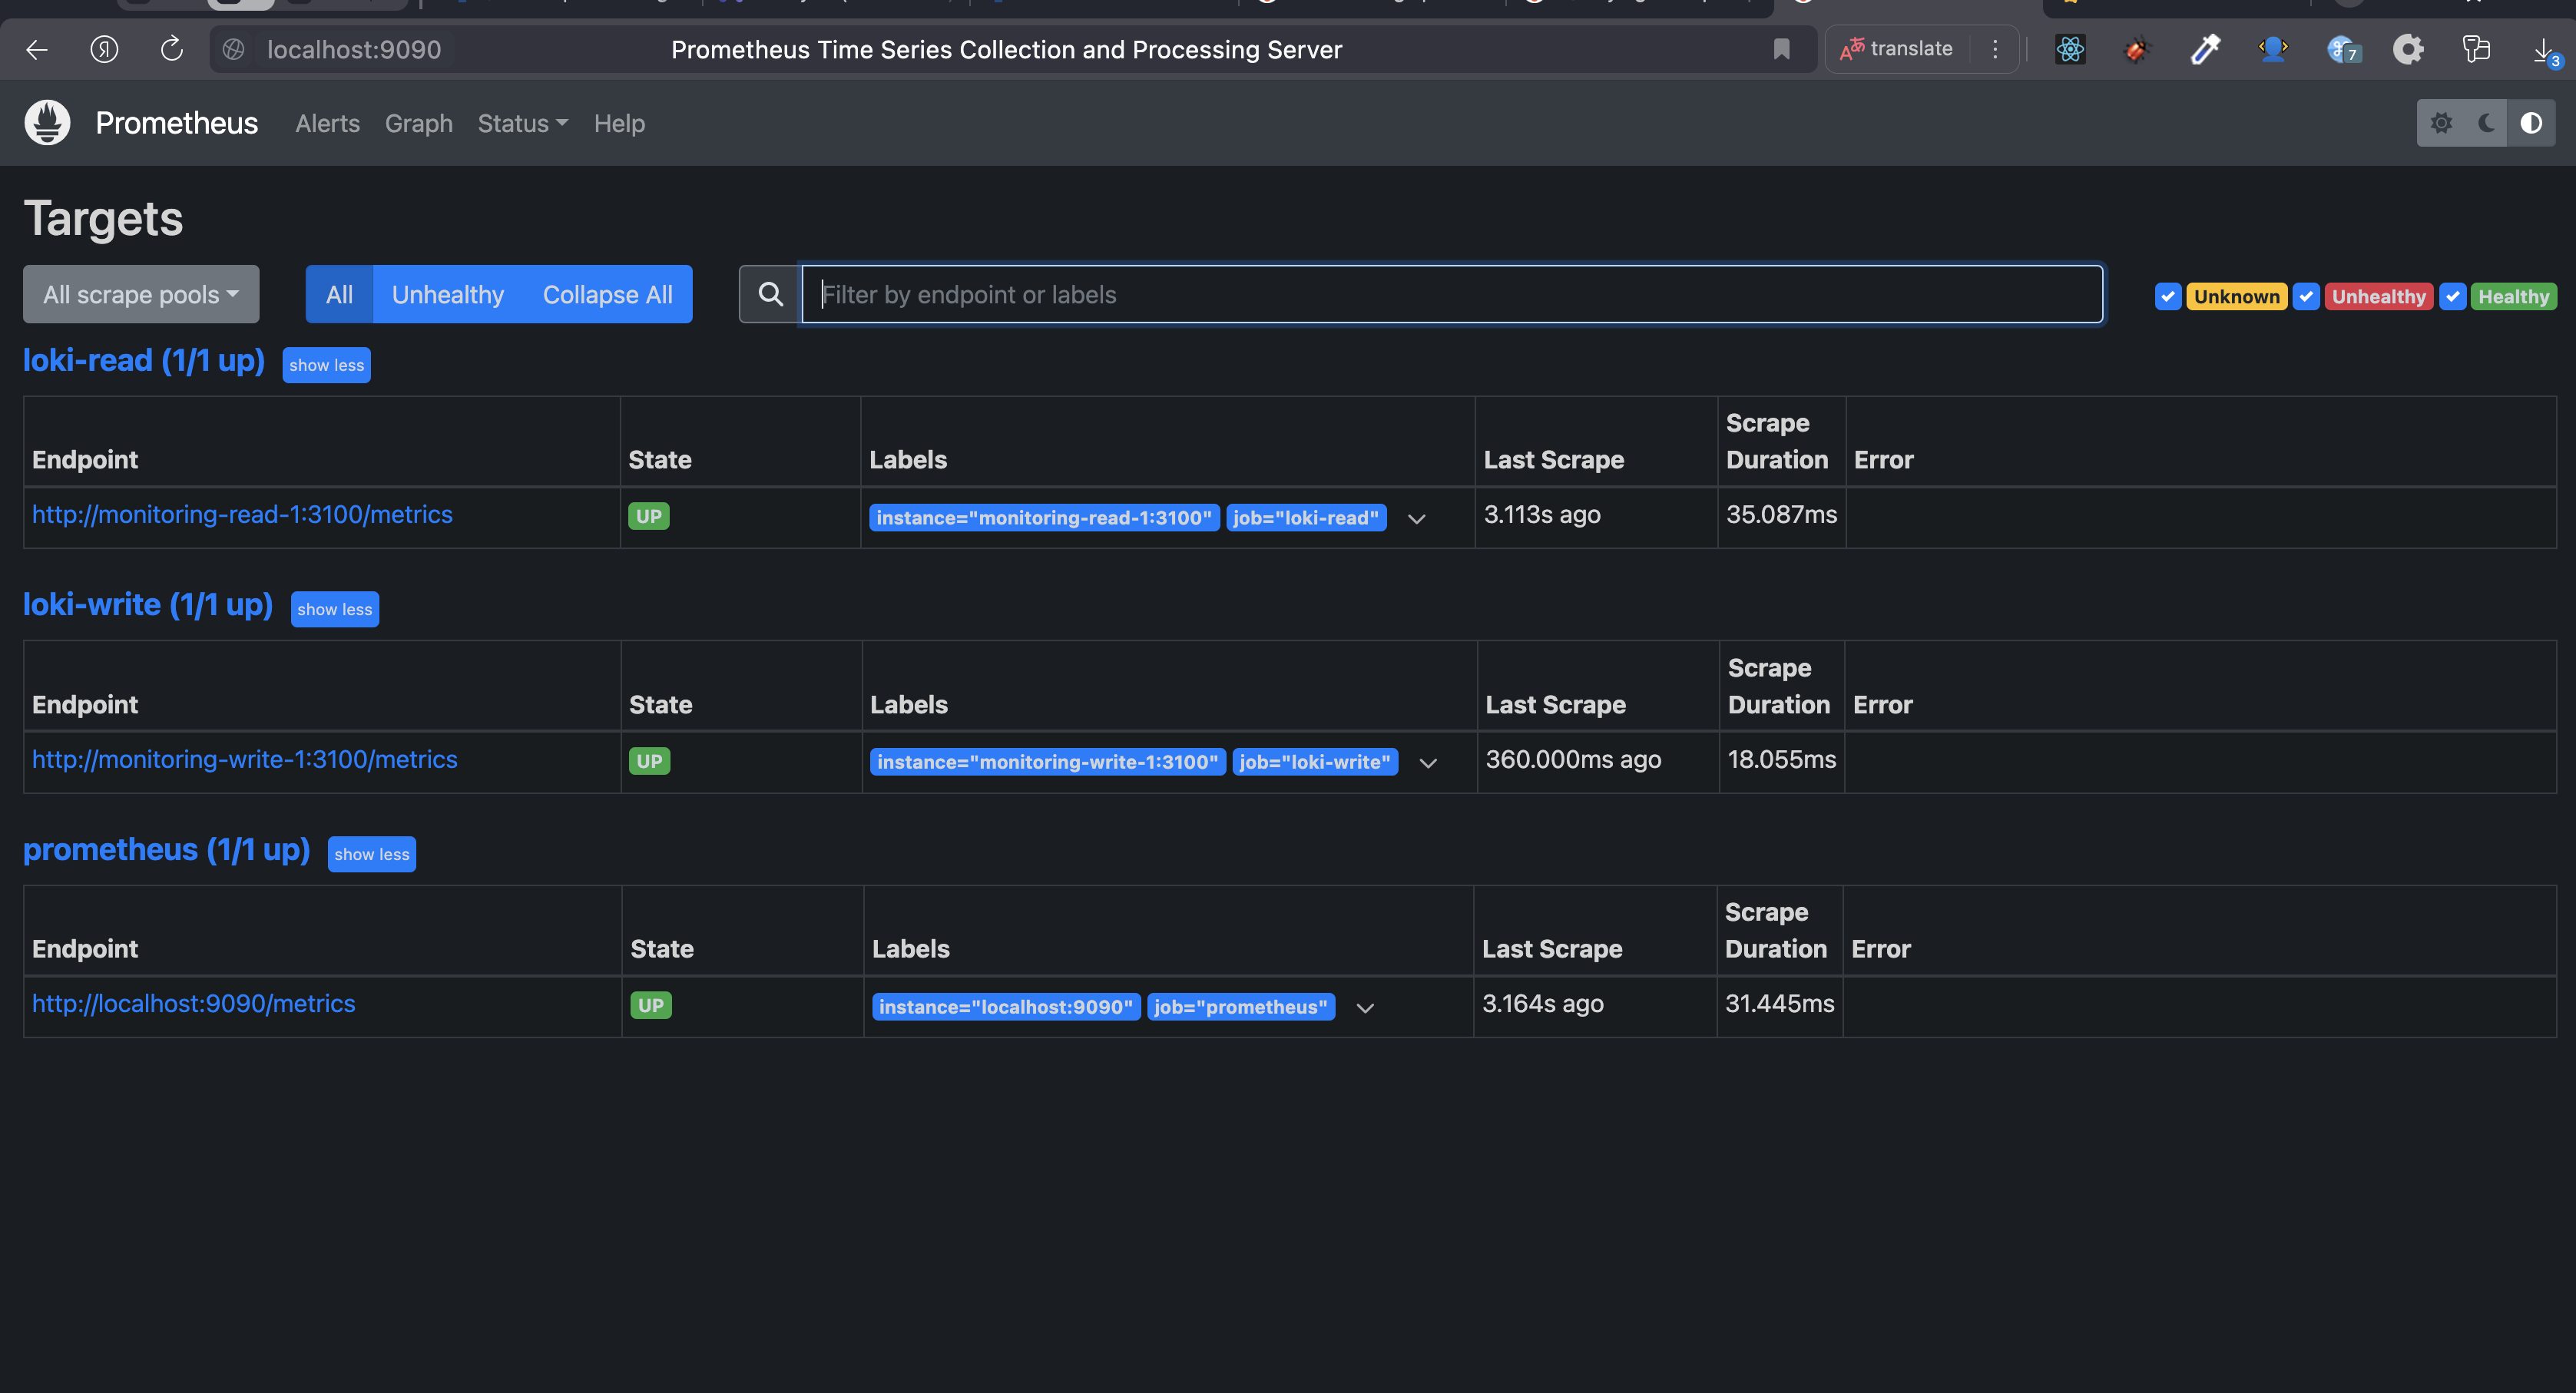 Я localhost:9090 Prometheus Time Series Collection and Processing Server translate 7 3
Prometheus Alerts Graph Status Help
Targets
All scrape pools All Unhealthy Collapse All Filter by endpoint or labels Unknown Unhealthy Healthy
loki-read (1/1 up) show less
Endpoint State Labels Last Scrape Scrape Duration Error
http://monitoring-read-1:3100/metrics UP instance="monitoring-read-1:3100" job="loki-read" 3.113s ago 35.087ms
loki-write (1/1 up) show less
Endpoint State Labels Last Scrape Scrape Duration Error
http://monitoring-write-1:3100/metrics UP instance="monitoring-write-1:3100" job="loki-write" 360.000ms ago 18.055ms
prometheus (1/1 up) show less
Endpoint State Labels Last Scrape Scrape Duration Error
http://localhost:9090/metrics UP instance="localhost:9090" job="prometheus" 3.164s ago 31.445ms